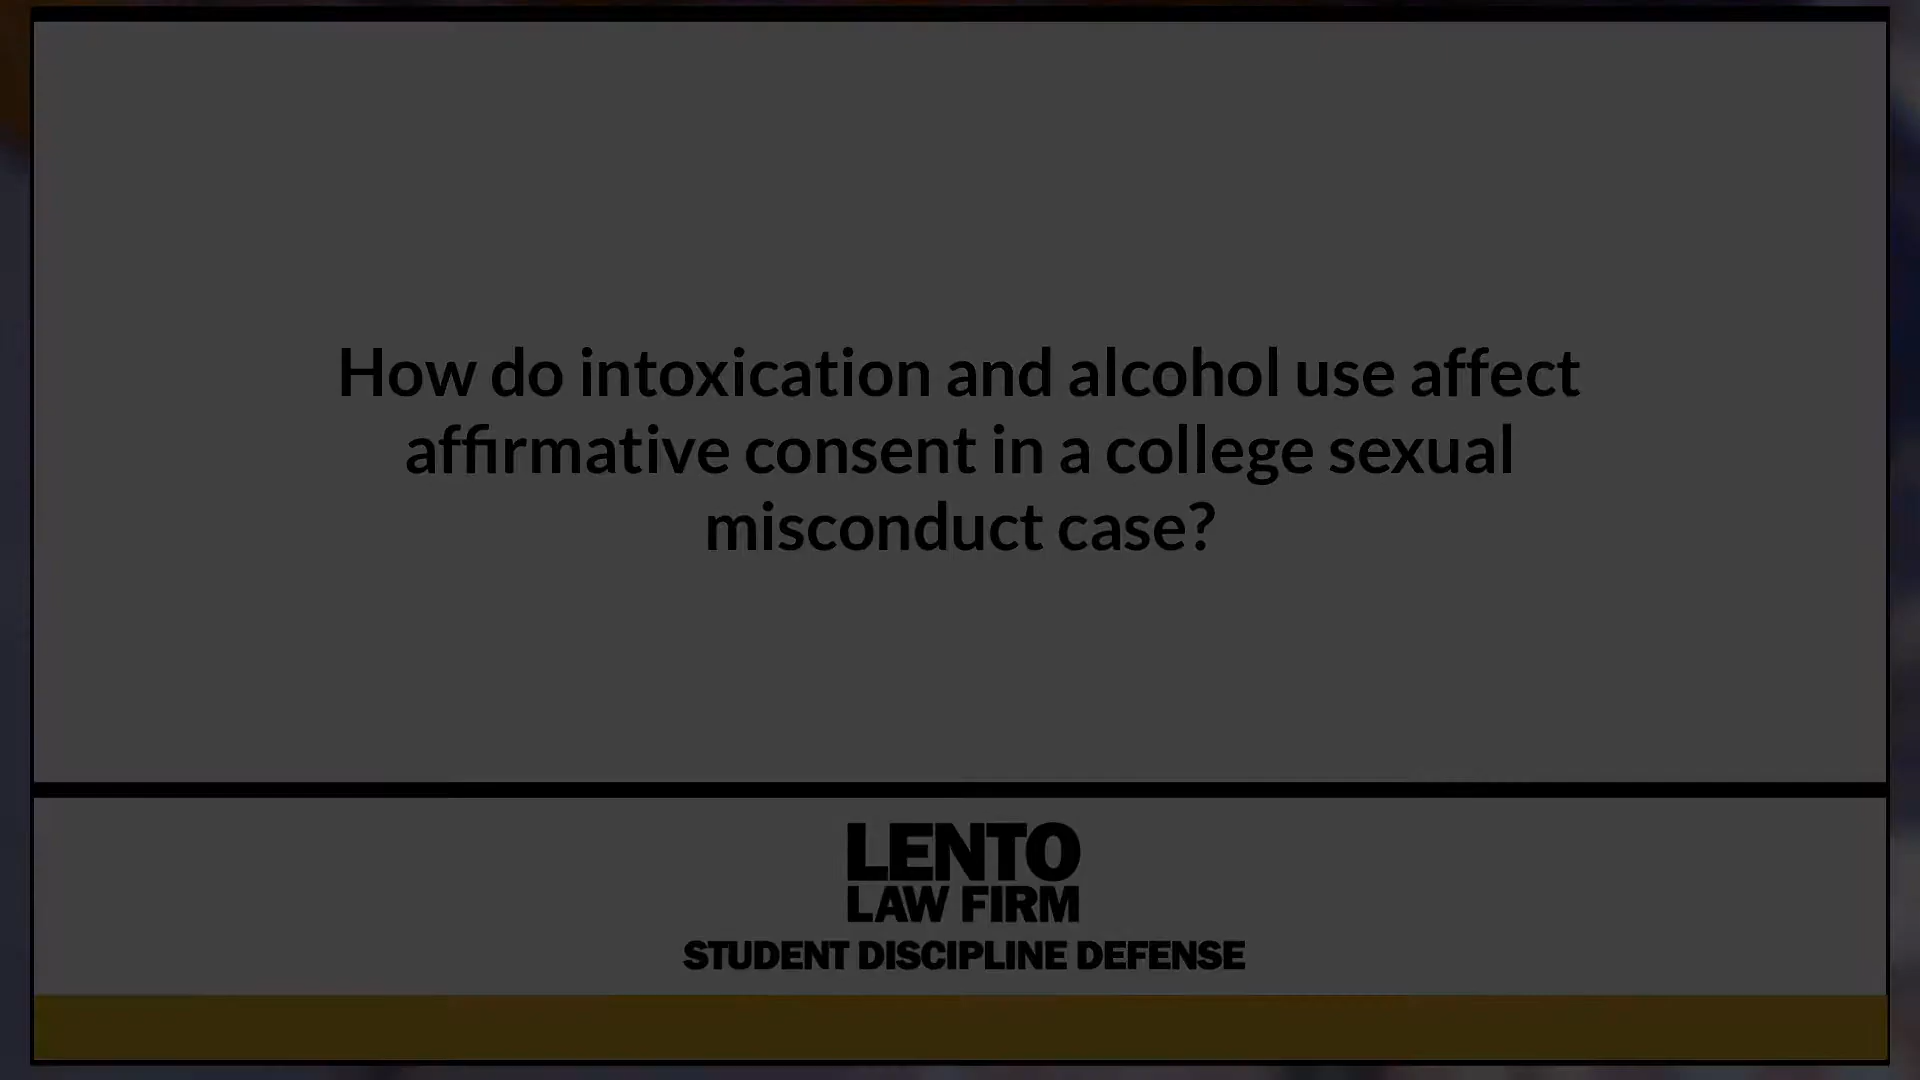 How do intoxication and alcohol use affect
affirmative consent in a college sexual
misconduct case?
LENTO
LAW FIRM
STUDENT DISCIPLINE DEFENSE